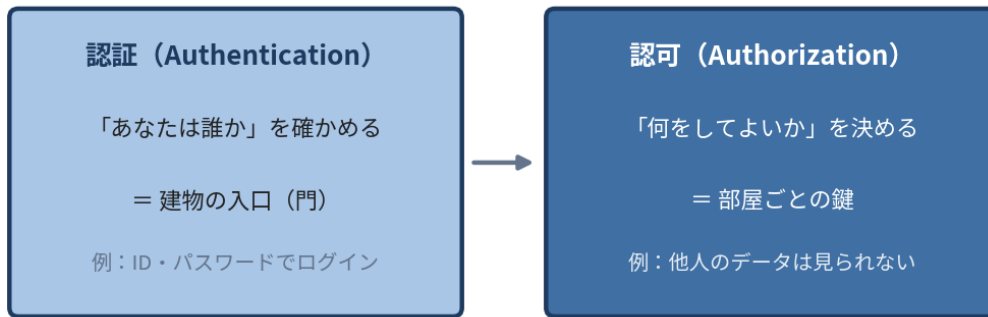 認証（Authentication）
「あなたは誰か」を確かめる
＝ 建物の入口（門）
例：ID・パスワードでログイン
認可（Authorization）
「何をしてよいか」を決める
＝ 部屋ごとの鍵
例：他人のデータは見られない